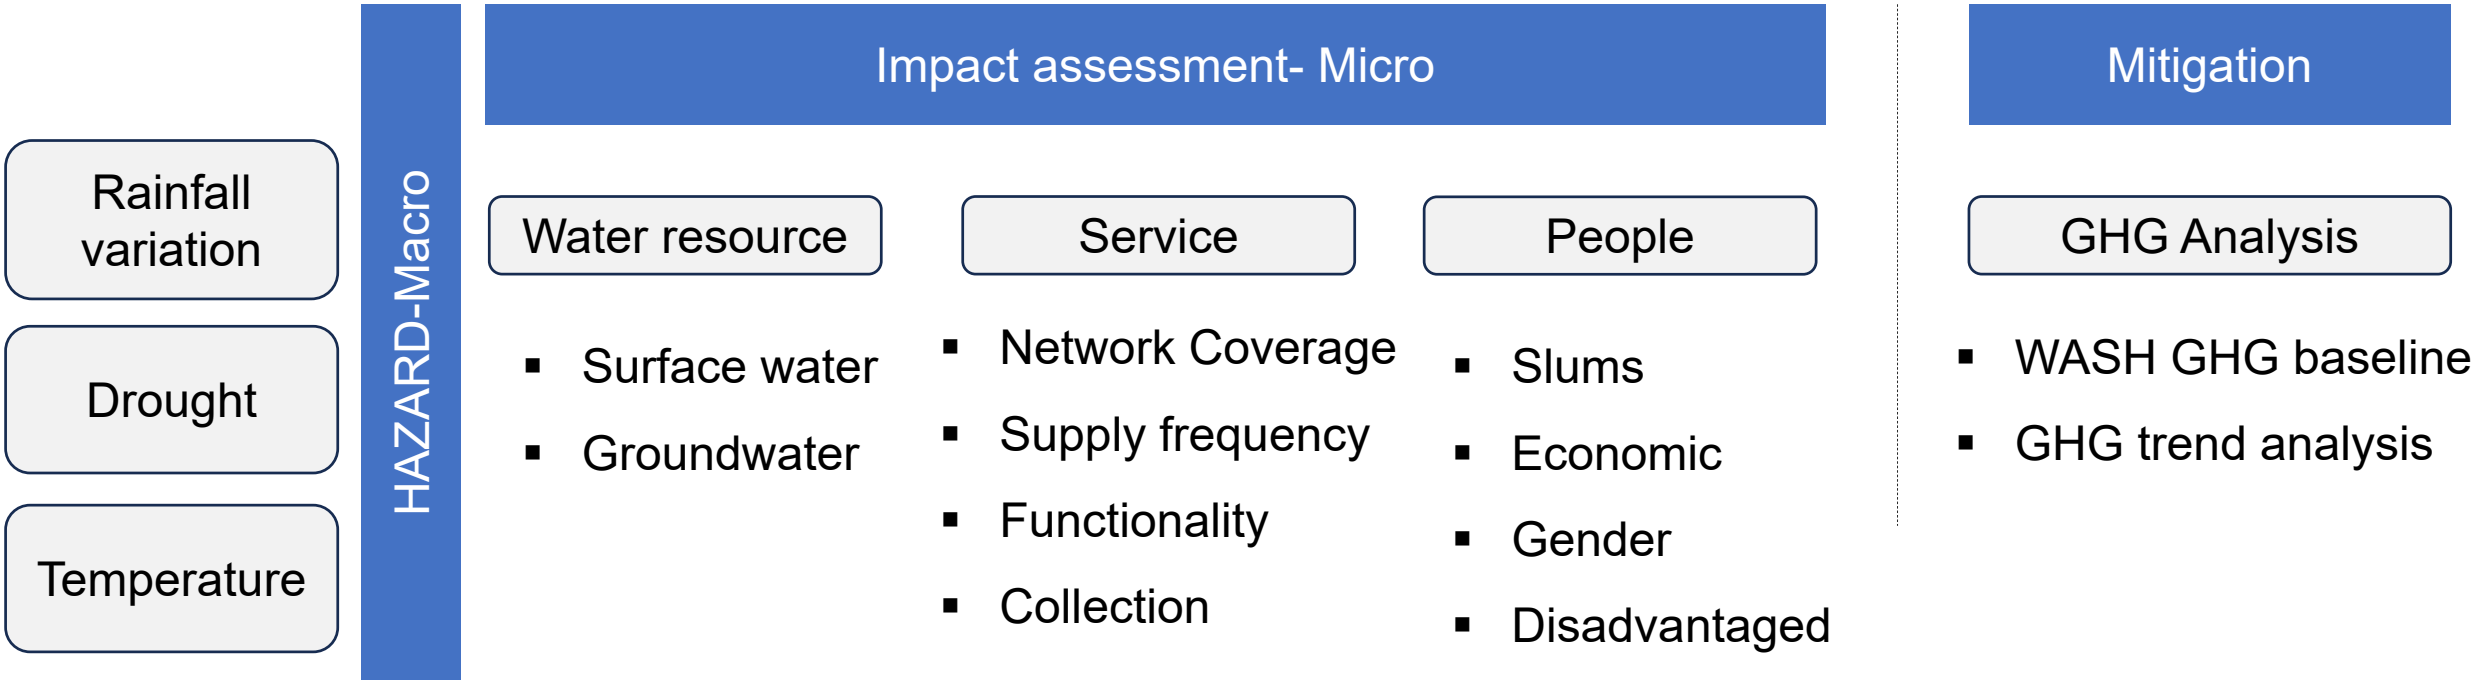 Rainfall
variation
Drought
Temperature
HAZARD-Macro
Impact assessment- Micro
Water resource
▪ Surface water
▪ Groundwater
Service
▪ Network Coverage
▪ Supply frequency
▪ Functionality
▪ Collection
People
▪ Slums
▪ Economic
▪ Gender
▪ Disadvantaged
Mitigation
GHG Analysis
▪ WASH GHG baseline
▪ GHG trend analysis